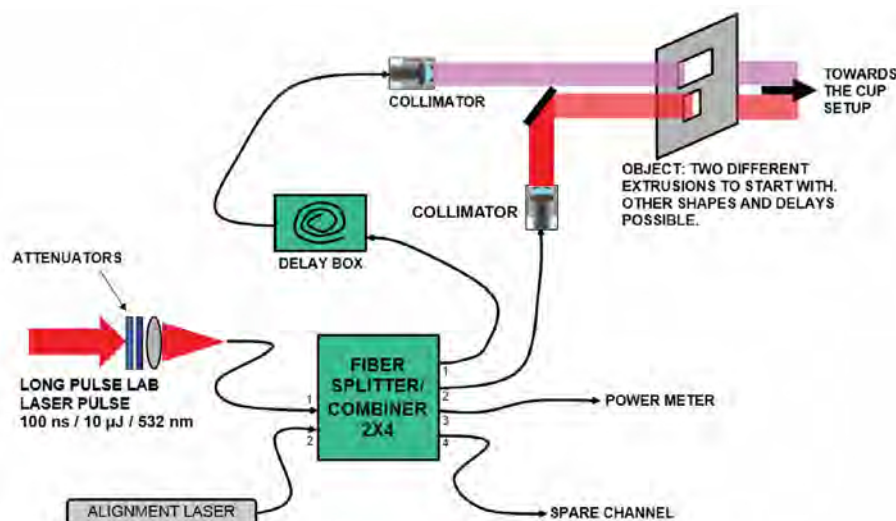 COLLIMATOR
TOWARDS
THE CUP
SETUP
OBJECT: TWO DIFFERENT
EXTRUSIONS TO START WITH.
OTHER SHAPES AND DELAYS
POSSIBLE.
COLLIMATOR
DELAY BOX
ATTENUATORS
LONG PULSE LAB
LASER PULSE
100 ns / 10 µJ / 532 nm
FIBER
SPLITTER/
COMBINER
2X4
1
2
1
2
3
4
POWER METER
ALIGNMENT LASER
SPARE CHANNEL